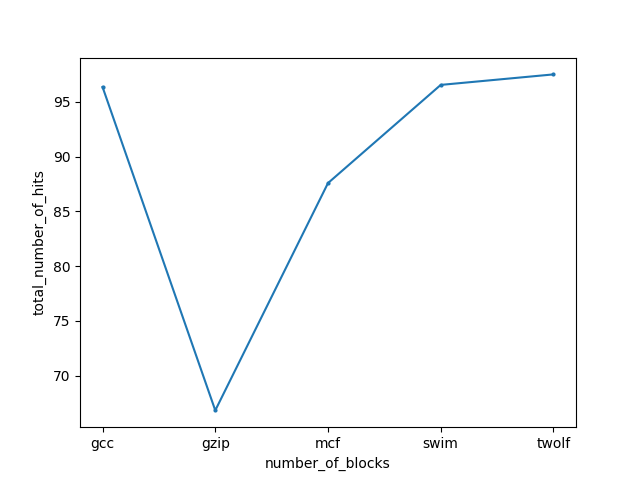 95
90
85
80
75
70
total_number_of_hits
gcc gzip mcf swim twolf
number_of_blocks